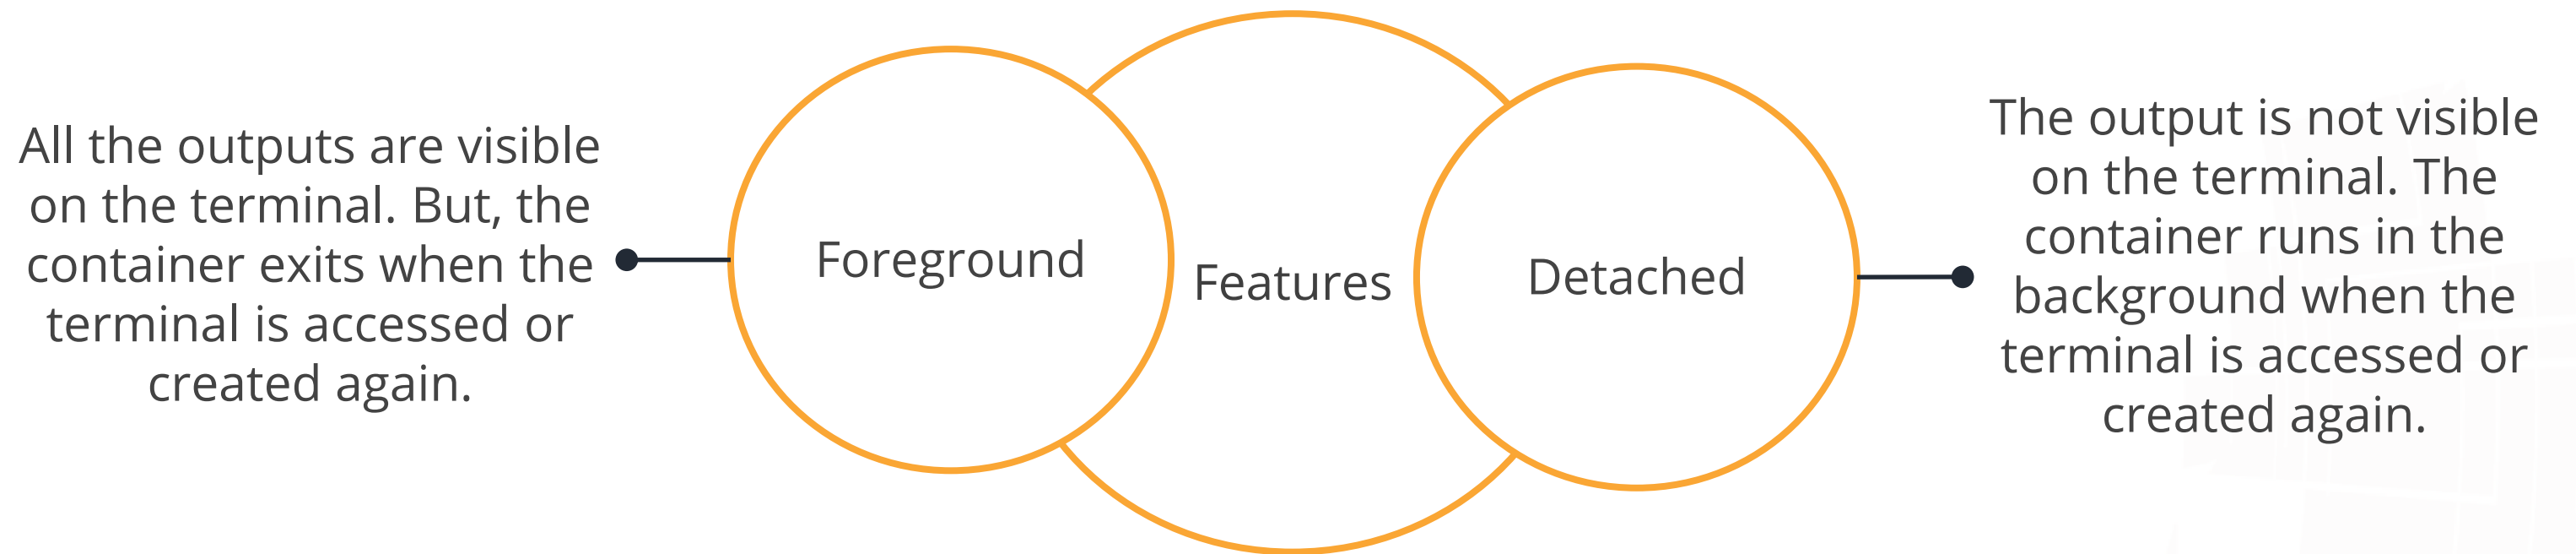 All the outputs are visible
on the terminal. But, the
container exits when the
terminal is accessed or
created again.
Foreground
Features
Detached
The output is not visible
on the terminal. The
container runs in the
background when the
terminal is accessed or
created again.